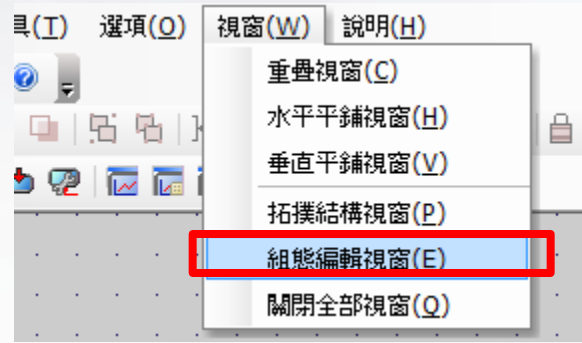 具(T) 選項(O) 視窗(W) 說明(H)
重疊視窗(C)
水平平鋪視窗(H)
垂直平鋪視窗(V)
拓撲結構視窗(P)
組態編輯視窗(E)
關閉全部視窗(Q)